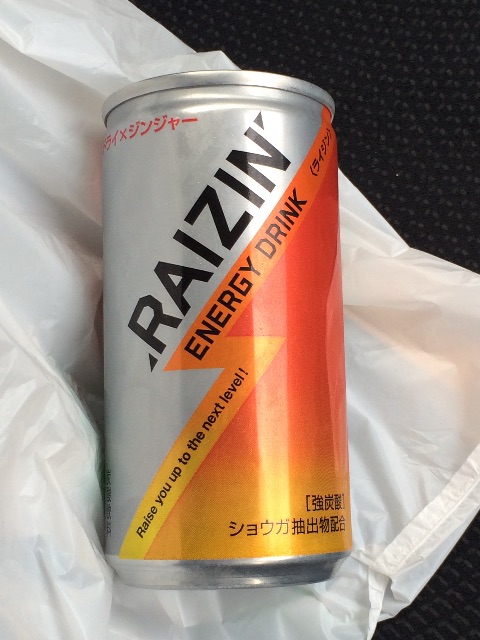 ドライ×ジンジャー
RAIZIN
(ライジン)
ENERGY DRINK
Raise you up to the next level!
[強炭酸]
ショウガ抽出物配合